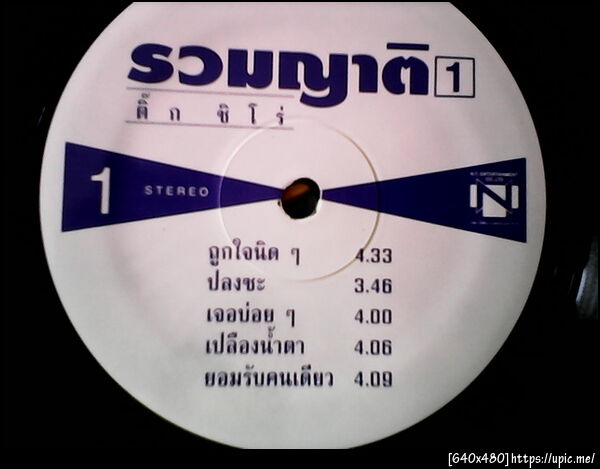 รวมญาติ 1
ติ๊ก ชิโร่
1 STEREO
N.T. ENTERTAINMENT
CO.,LTD.
N
ถูกใจนิด ๆ 4.33
ปลงซะ 3.46
เจอบ่อย ๆ 4.00
เปลืองน้ำตา 4.06
ยอมรับคนเดียว 4.09
[640x480]https://upic.me/